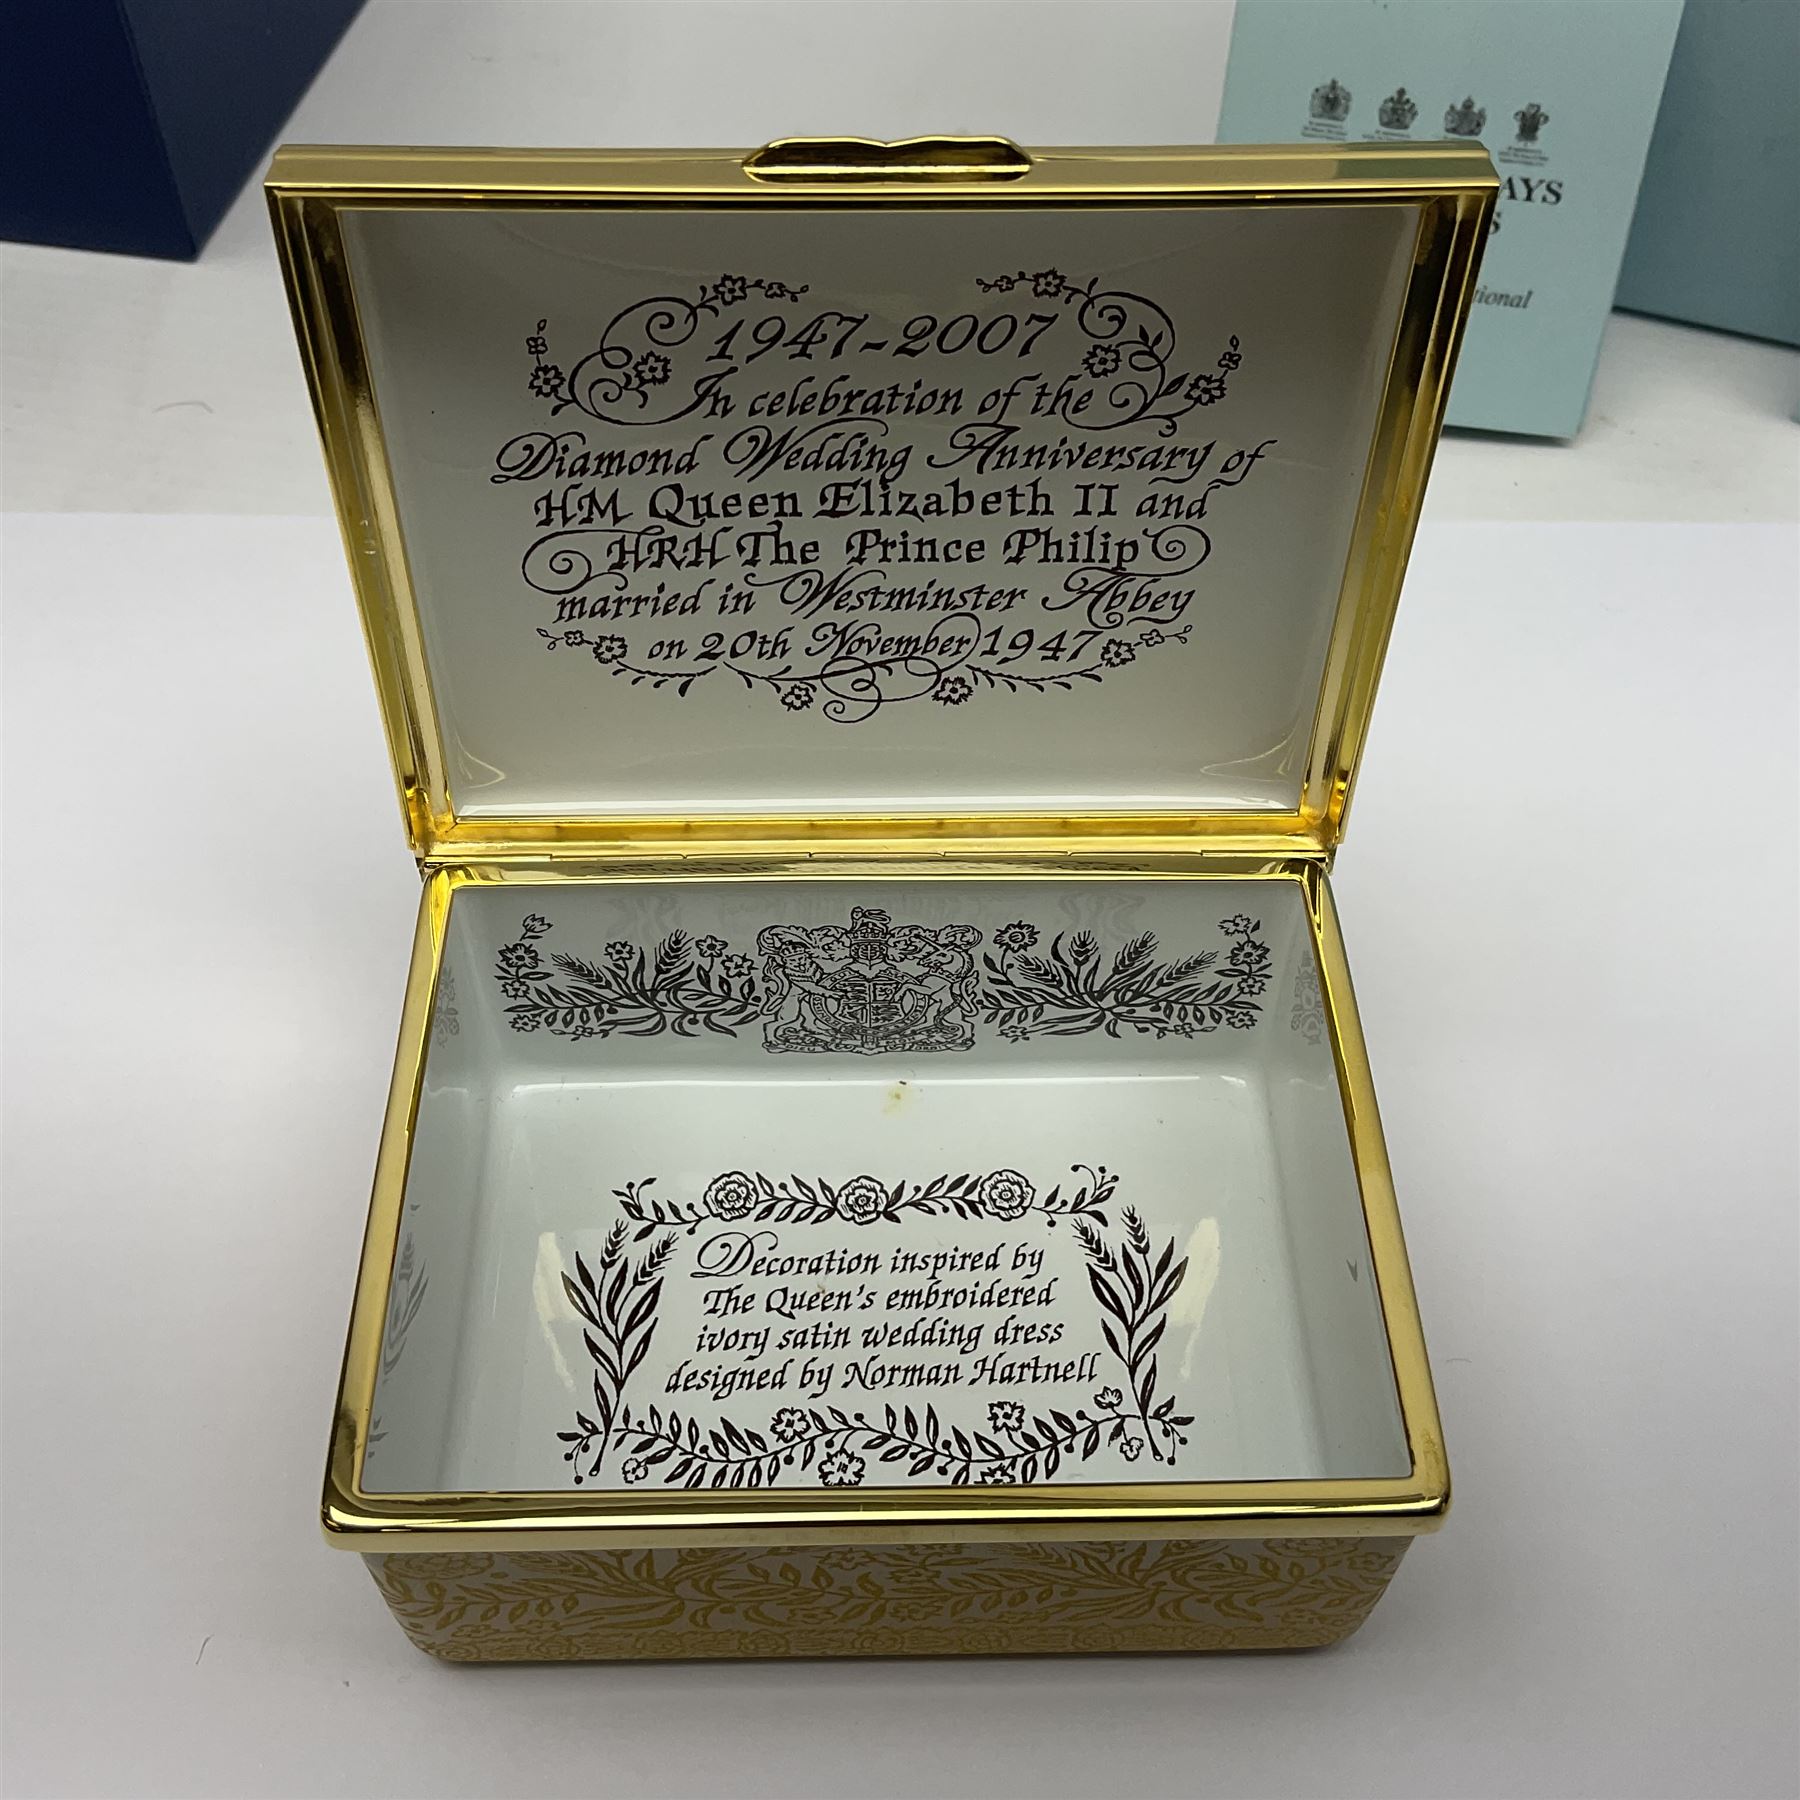 AYS
S
tional
1947-2007
In celebration of the
Diamond Wedding Anniversary of
HM Queen Elizabeth II and
HRH The Prince Philip
married in Westminster Abbey
on 20th November 1947
Decoration inspired by
The Queen's embroidered
ivory satin wedding dress
designed by Norman Hartnell